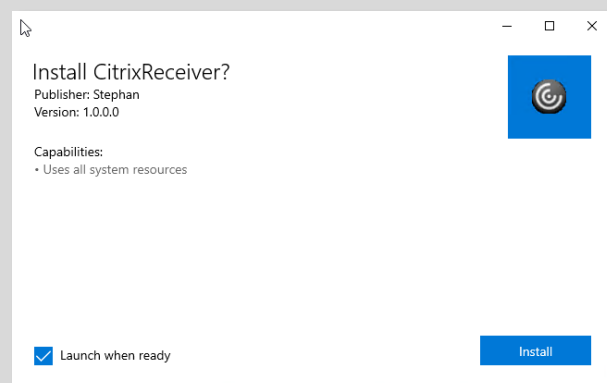 Install CitrixReceiver?
Publisher: Stephan
Version: 1.0.0.0
Capabilities:
• Uses all system resources
Launch when ready
Install